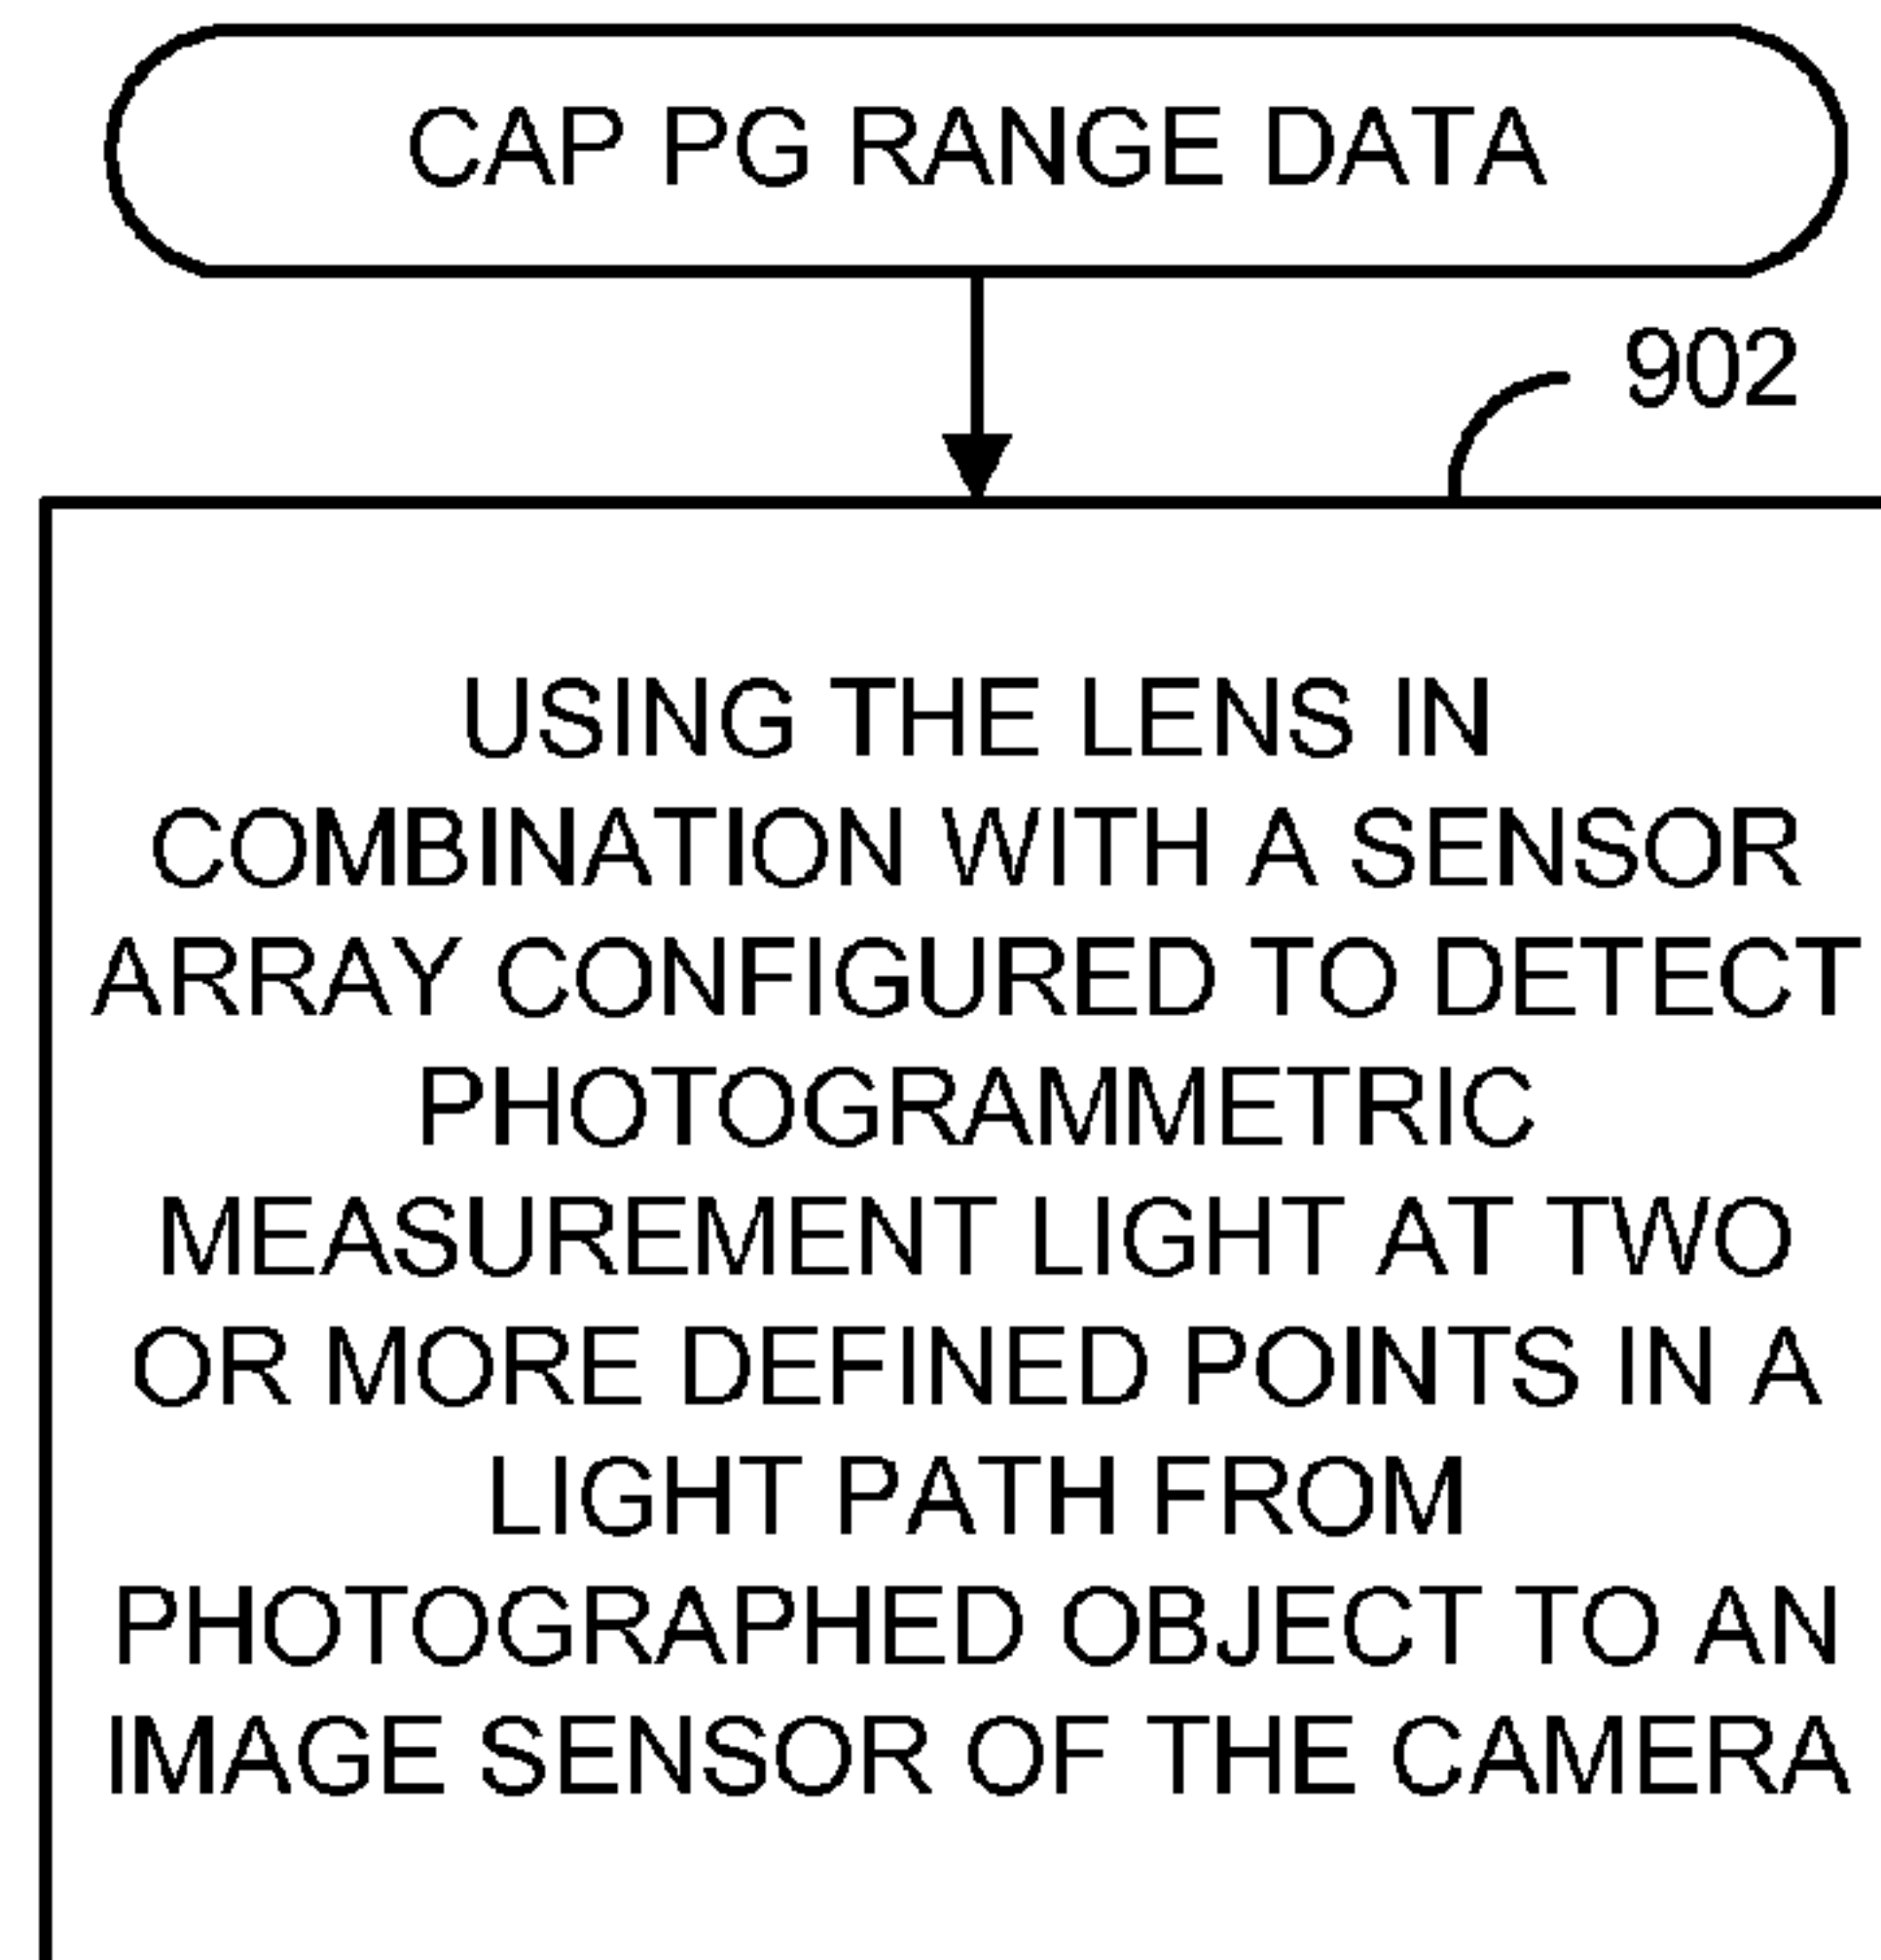 CAP PG RANGE DATA
902
USING THE LENS IN
COMBINATION WITH A SENSOR
ARRAY CONFIGURED TO DETECT
PHOTOGRAMMETRIC
MEASUREMENT LIGHT AT TWO
OR MORE DEFINED POINTS IN A
LIGHT PATH FROM
PHOTOGRAPHED OBJECT TO AN
IMAGE SENSOR OF THE CAMERA